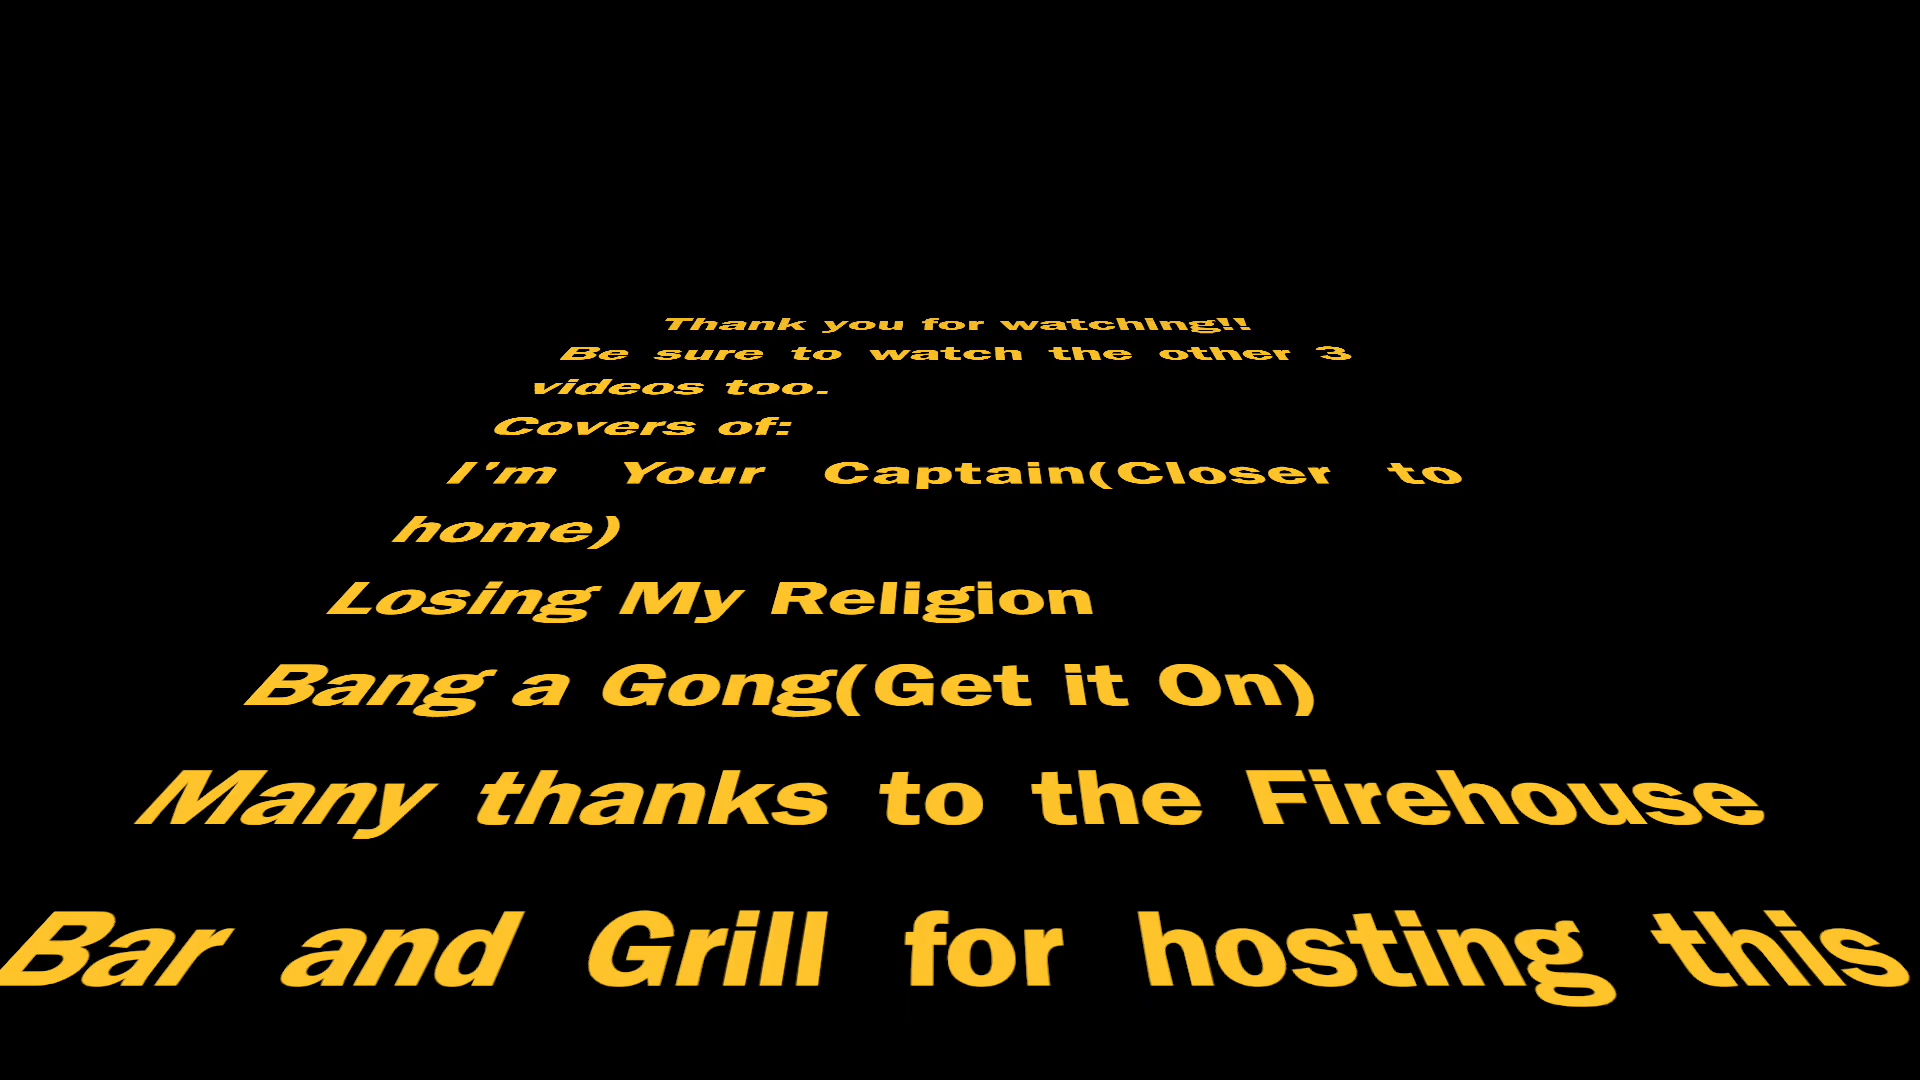 Thank you for watching!!
Be sure to watch the other 3
videos too.
Covers of:
I'm Your Captain(Closer to
home)
Losing My Religion
Bang a Gong(Get it On)
Many thanks to the Firehouse
Bar and Grill for hosting this